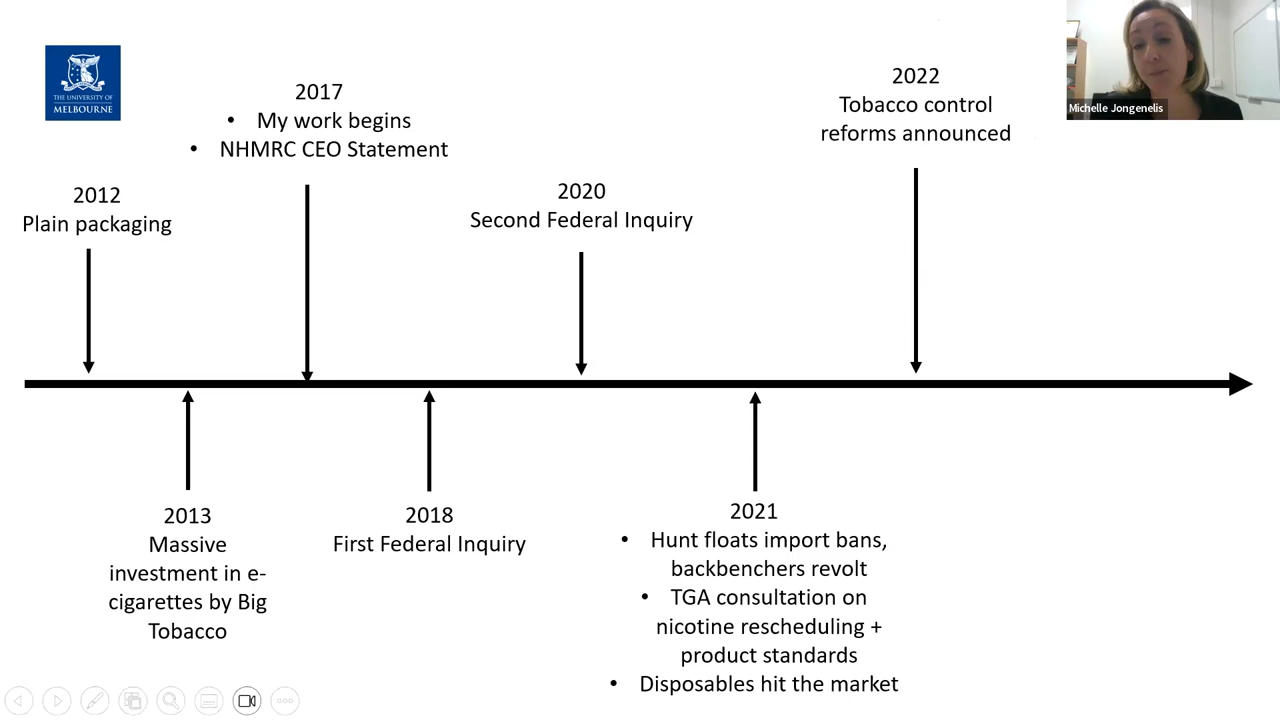 THE UNIVERSITY OF
MELBOURNE
2012
Plain packaging
2017
• My work begins
• NHMRC CEO Statement
2020
Second Federal Inquiry
2022
Tobacco control
reforms announced
Michelle Jongenelis
2013
Massive
investment in e-
cigarettes by Big
Tobacco
2018
First Federal Inquiry
2021
• Hunt floats import bans,
backbenchers revolt
• TGA consultation on
nicotine rescheduling +
product standards
• Disposables hit the market